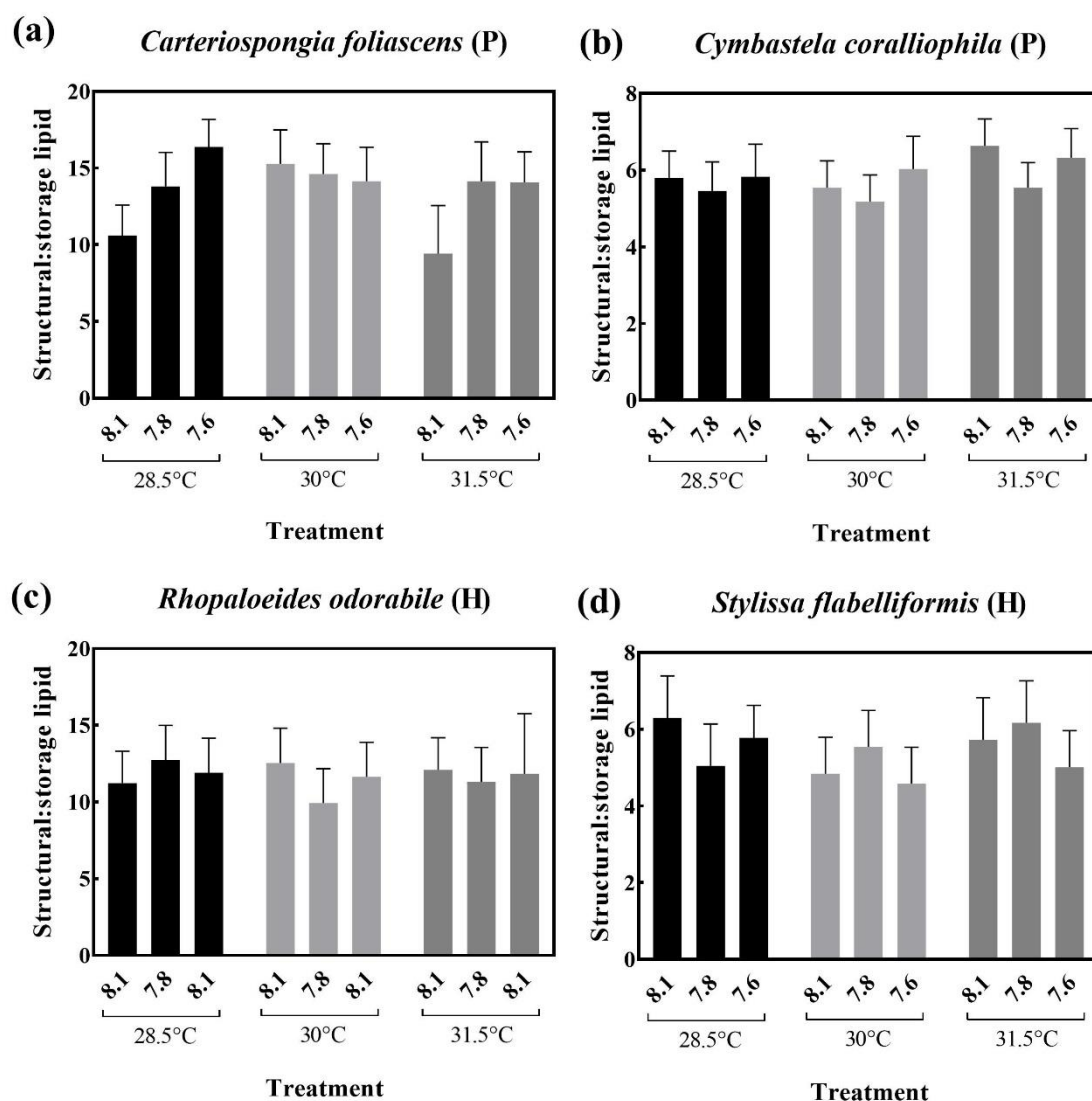 (a) Carteriospongia foliascens (P)
Structural:storage lipid
20
15
10
5
0
8.1 7.8 7.6 8.1 7.8 7.6 8.1 7.8 7.6
28.5°C 30°C 31.5°C
Treatment
(b) Cymbastela coralliophila (P)
Structural:storage lipid
8
6
4
2
0
8.1 7.8 7.6 8.1 7.8 7.6 8.1 7.8 7.6
28.5°C 30°C 31.5°C
Treatment
(c) Rhopaloeides odorabile (H)
Structural:storage lipid
20
15
10
5
0
8.1 7.8 8.1 8.1 7.8 8.1 8.1 7.8 8.1
28.5°C 30°C 31.5°C
Treatment
(d) Stylissa flabelliformis (H)
Structural:storage lipid
8
6
4
2
0
8.1 7.8 7.6 8.1 7.8 7.6 8.1 7.8 7.6
28.5°C 30°C 31.5°C
Treatment